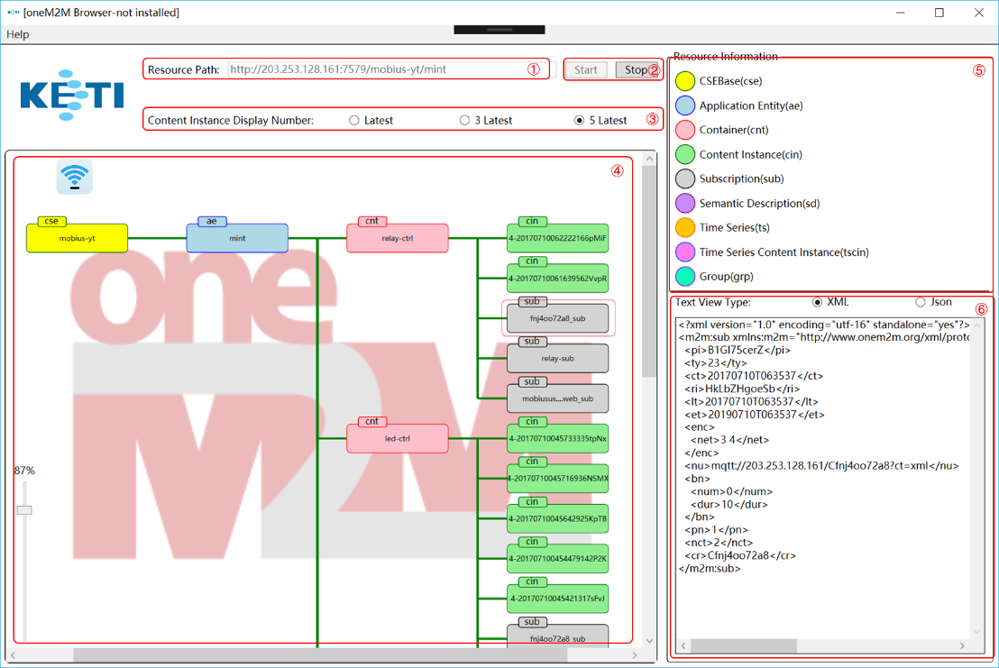 [oneM2M Browser-not installed]
Help
Resource Path: http://203.253.128.161:7579/mobius-yt/mint ①
Start Stop ②
KETI
Content Instance Display Number: Latest 3 Latest 5 Latest ③
④
cse
mobius-yt
ae
mint
cnt
relay-ctrl
cin
4-20170710062222166pMiF
cin
4-20170710061639562VvpR
sub
fnj4oo72a8_sub
sub
relay-sub
sub
mobiusus....web_sub
cnt
led-ctrl
cin
4-20170710045733335tpNx
cin
4-20170710045716936NSMX
cin
4-20170710045642925KpTB
cin
4-20170710045447914​2P2K
cin
4-20170710045421317sFvJ
sub
fnj4oo72a8_sub
one
M2M
87%
Resource Information
⑤
CSEBase(cse)
Application Entity(ae)
Container(cnt)
Content Instance(cin)
Subscription(sub)
Semantic Description(sd)
Time Series(ts)
Time Series Content Instance(tscin)
Group(grp)
Text View Type: XML Json ⑥
<?xml version="1.0" encoding="utf-16" standalone="yes"?>
<m2m:sub xmlns:m2m="http://www.onem2m.org/xml/proto
<pi>B1GI75cerZ</pi>
<ty>23</ty>
<ct>20170710T063537</ct>
<ri>HkLbZHgoeSb</ri>
<lt>20170710T063537</lt>
<et>20190710T063537</et>
<enc>
<net>3 4</net>
</enc>
<nu>mqtt://203.253.128.161/Cfnj4oo72a8?ct=xml</nu>
<bn>
<num>0</num>
<dur>10</dur>
</bn>
<pn>1</pn>
<nct>2</nct>
<cr>Cfnj4oo72a8</cr>
</m2m:sub>